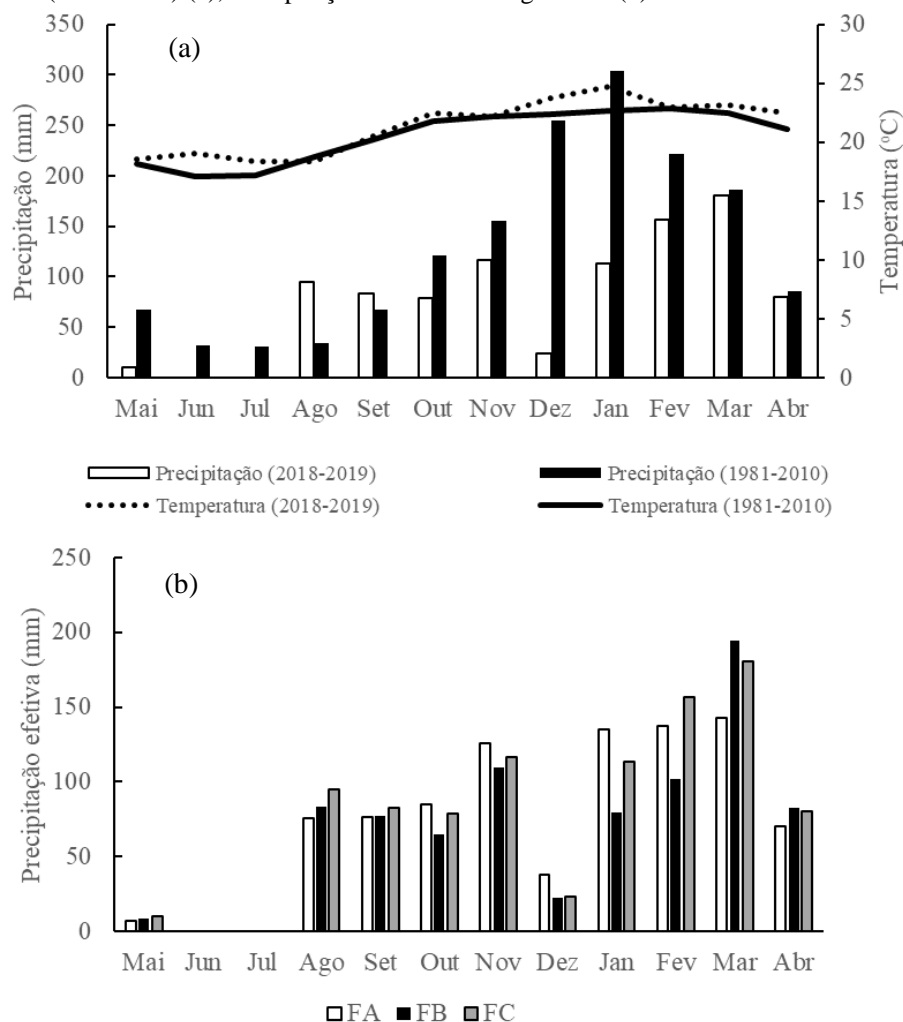 350
300
250
200
150
100
50
0
Precipitação (mm)
(a)
30
25
20
15
10
5
0
Temperatura (°C)
Mai Jun Jul Ago Set Out Nov Dez Jan Fev Mar Abr
Precipitação (2018-2019) Precipitação (1981-2010)
Temperatura (2018-2019) Temperatura (1981-2010)
250
200
150
100
50
0
Precipitação efetiva (mm)
(b)
Mai Jun Jul Ago Set Out Nov Dez Jan Fev Mar Abr
FA FB FC